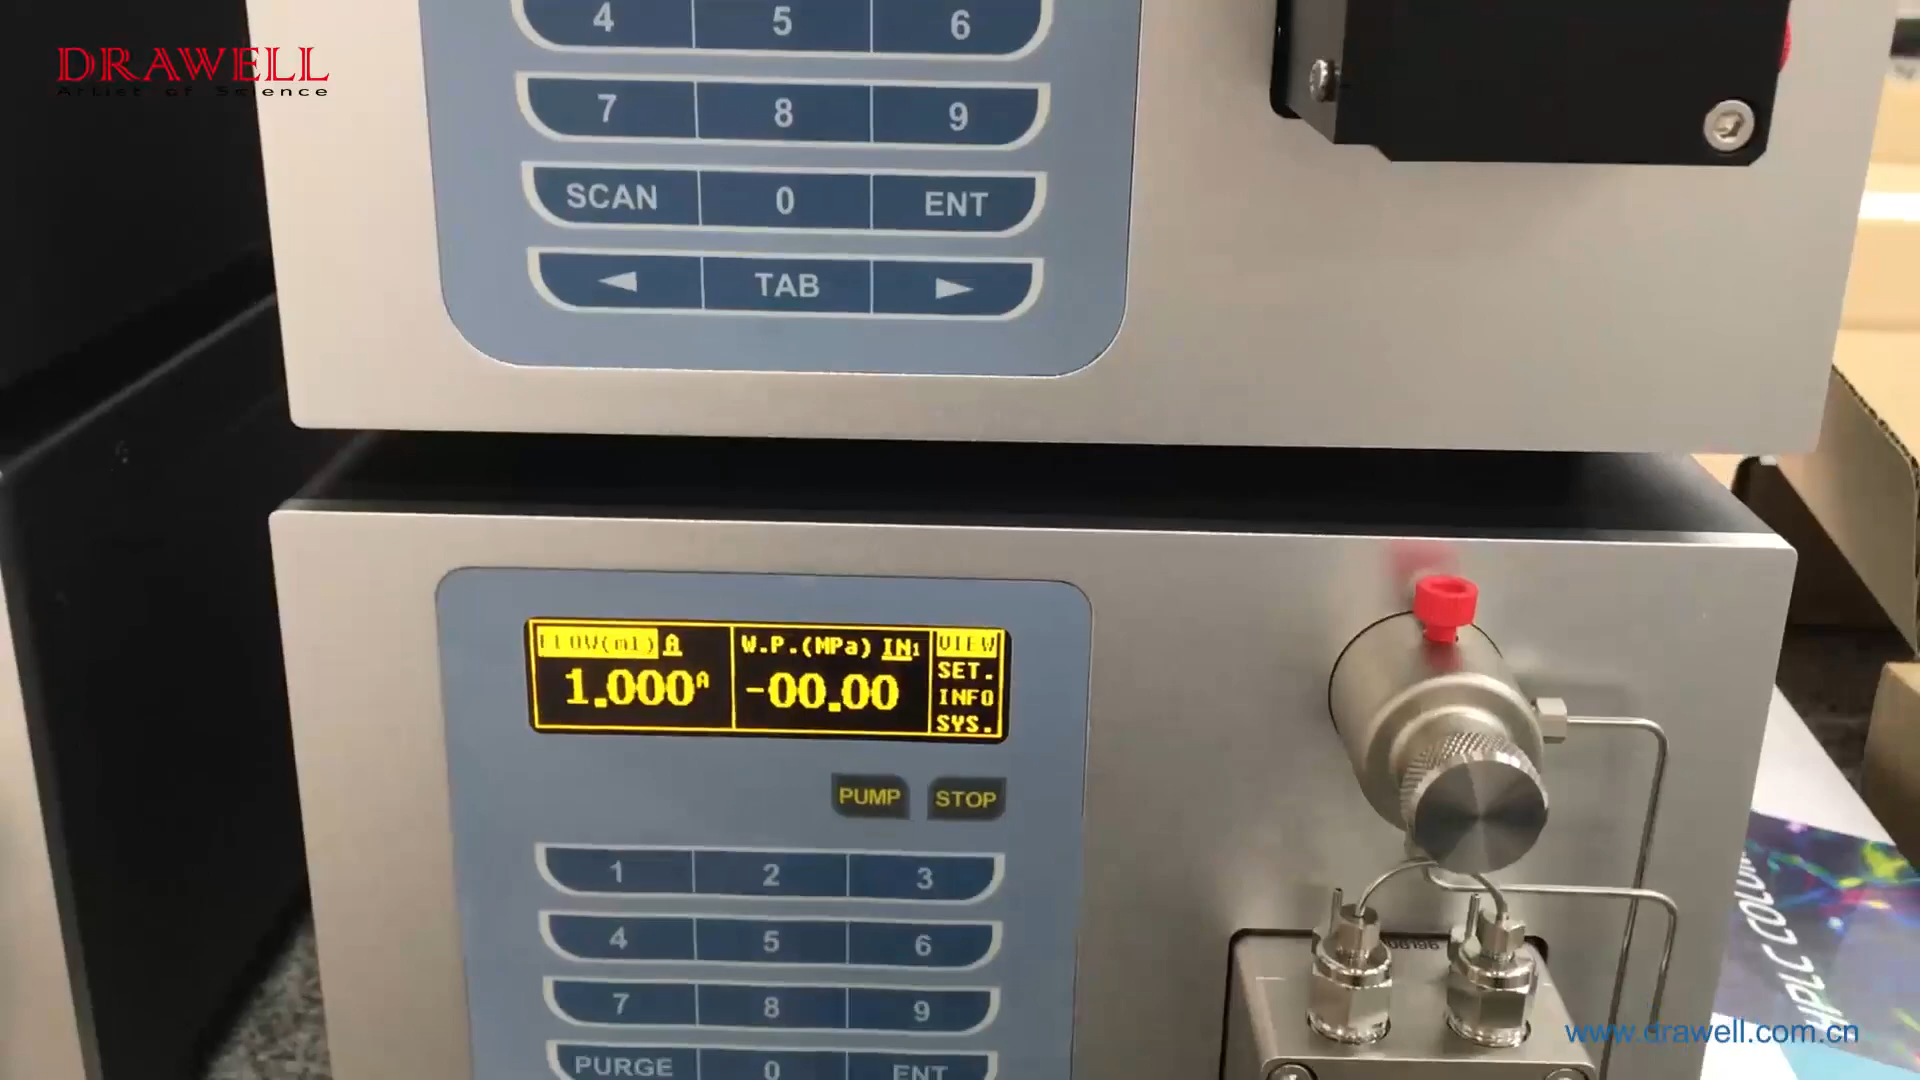 DRAWELL
Artist of Science
4 5 6
7 8 9
SCAN 0 ENT
TAB
FLOW(ml) A W.P.(MPa) IN1 VIEW
1.000A -00.00 SET.
INFO
SYS.
PUMP STOP
1 2 3
4 5 6
7 8 9
PURGE 0 ENT
HPLC
www.drawell.com.cn